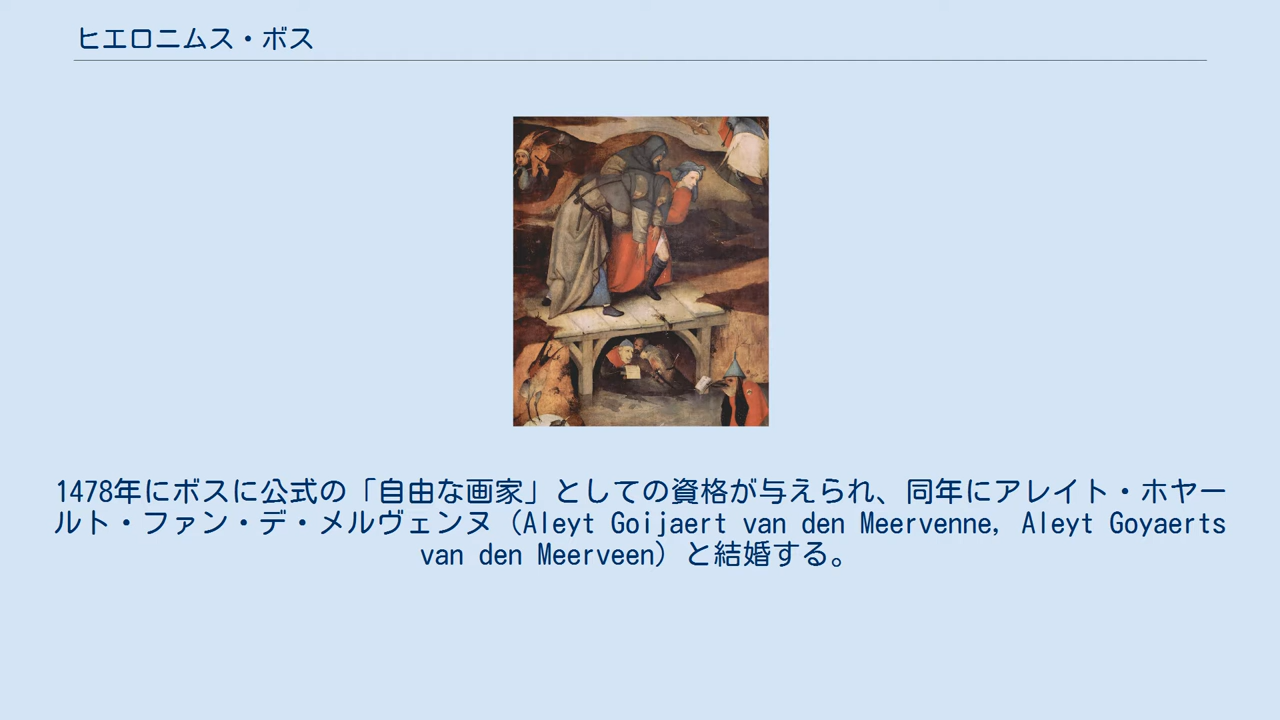 ヒエロニムス・ボス
1478年にボスに公式の「自由な画家」としての資格が与えられ、同年にアレイト・ホヤー
ルト・ファン・デ・メルヴェンヌ（Aleyt Goijaert van den Meervenne, Aleyt Goyaerts
van den Meerveen）と結婚する。